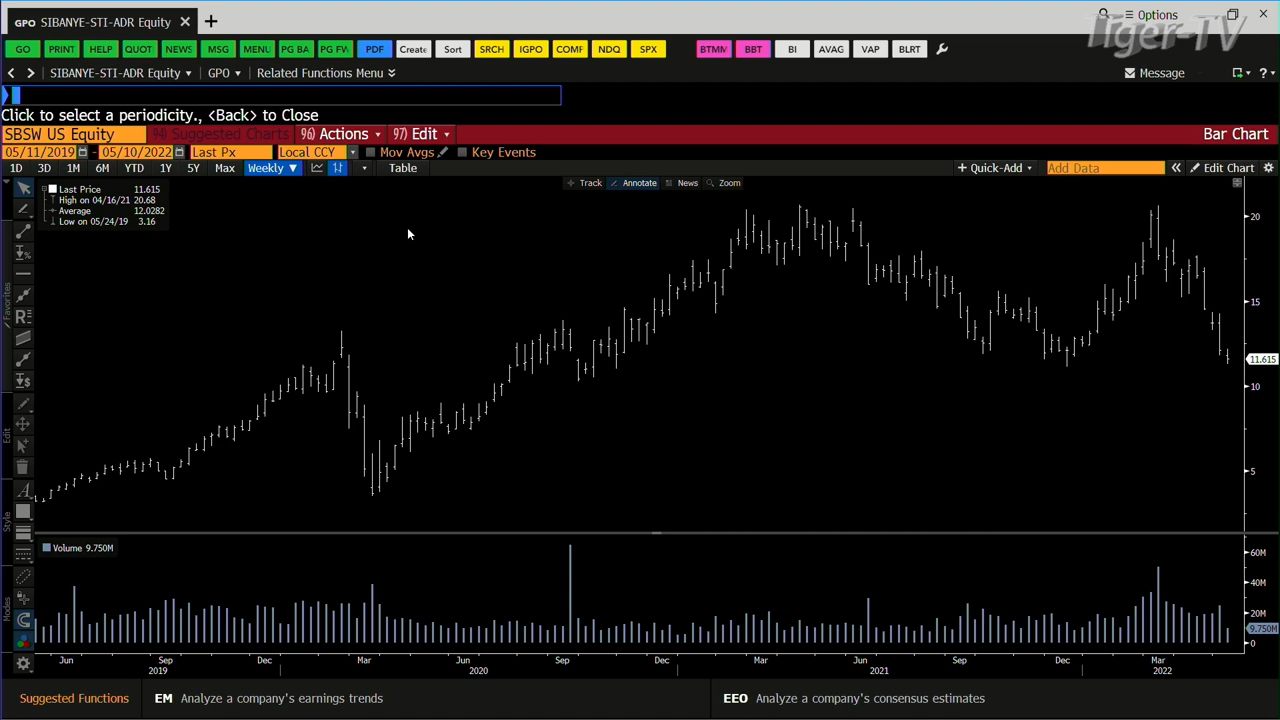 GPO SIBANYE-STI-ADR Equity × +
Options
Tiger-TV
GO PRINT HELP QUOT NEWS MSG MENU PG BA PG FW PDF Create Sort SRCH IGPO COMF NDQ SPX BTMN BBT BI AVAG VAP BLRT
SIBANYE-STI-ADR Equity GPO Related Functions Menu Message ?
Click to select a periodicity., <Back> to Close
SBSW US Equity 94) Suggested Charts 96) Actions 97) Edit Bar Chart
05/11/2019 - 05/10/2022 Last Px Local CCY Mov Avgs Key Events
1D 3D 1M 6M YTD 1Y 5Y Max Weekly ▼ Table + Quick-Add Add Data « Edit Chart
Track Annotate News Zoom
Last Price 11.615
High on 04/16/21 20.68
Average 12.0282
Low on 05/24/19 3.16
20
15
11.615
10
5
Favorites
Edit
Style
Modes
Volume 9.750M
60M
40M
20M
9.750M
0
Jun Sep Dec Mar Jun Sep Dec Mar Jun Sep Dec Mar
2019 2020 2021 2022
Suggested Functions EM Analyze a company's earnings trends EEO Analyze a company's consensus estimates